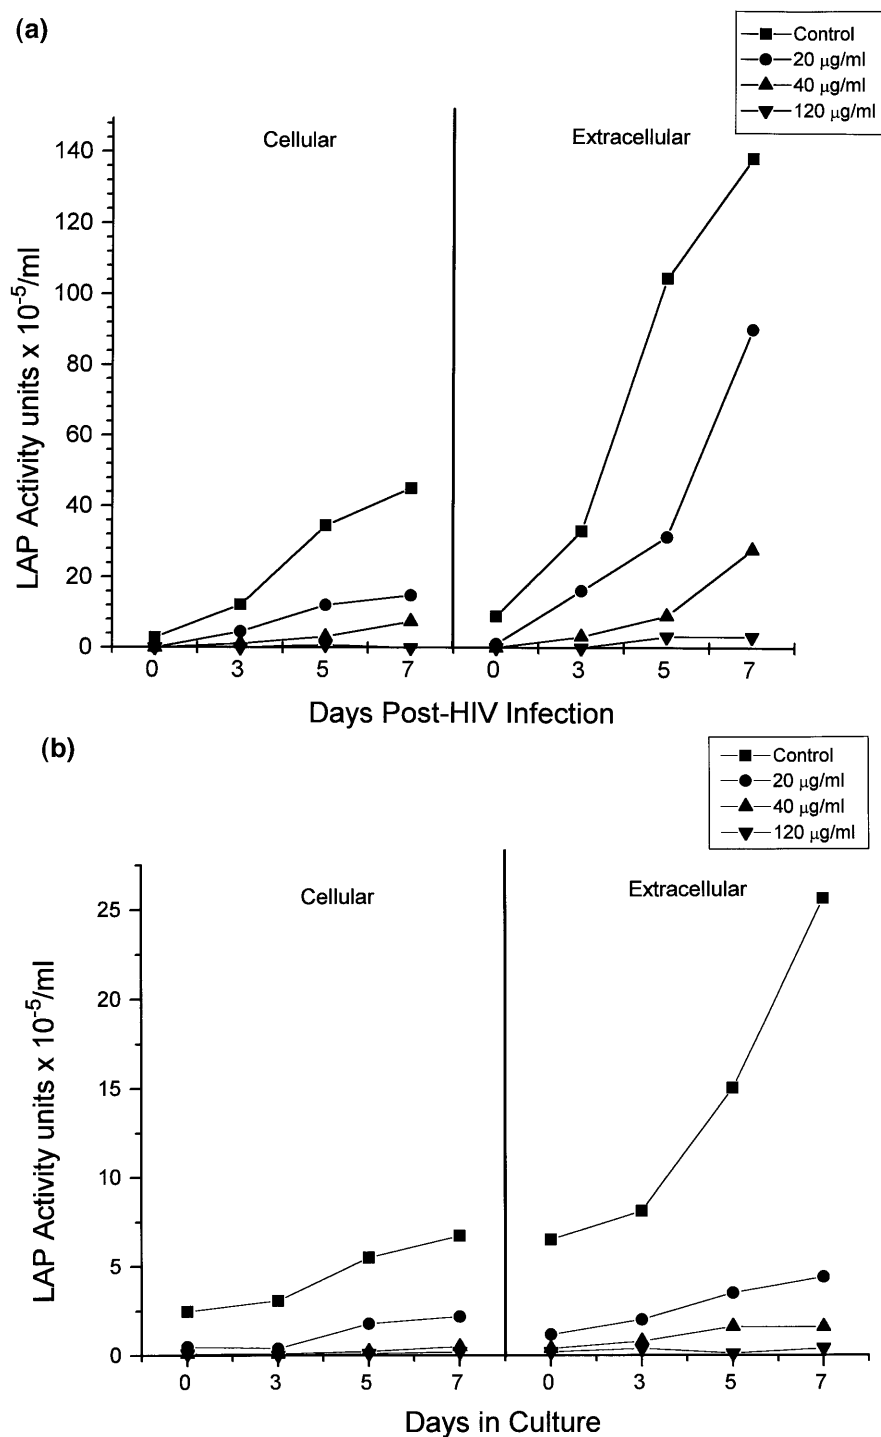 (a)
Control
20 µg/ml
40 µg/ml
120 µg/ml
Cellular
Extracellular
140
120
100
80
60
40
20
0
LAP Activity units x 10⁻⁵/ml
0 3 5 7 0 3 5 7
Days Post-HIV Infection
(b)
Control
20 µg/ml
40 µg/ml
120 µg/ml
Cellular
Extracellular
25
20
15
10
5
0
LAP Activity units x 10⁻⁵/ml
0 3 5 7 0 3 5 7
Days in Culture